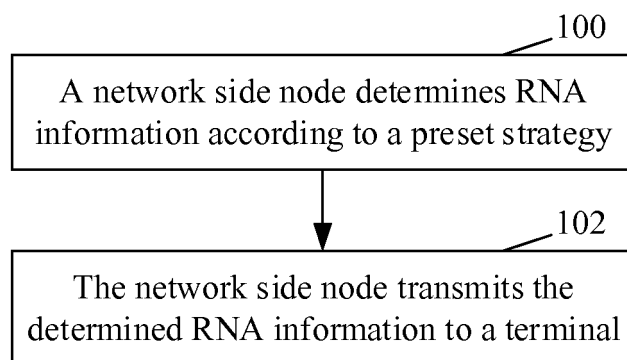 100
A network side node determines RNA
information according to a preset strategy
102
The network side node transmits the
determined RNA information to a terminal